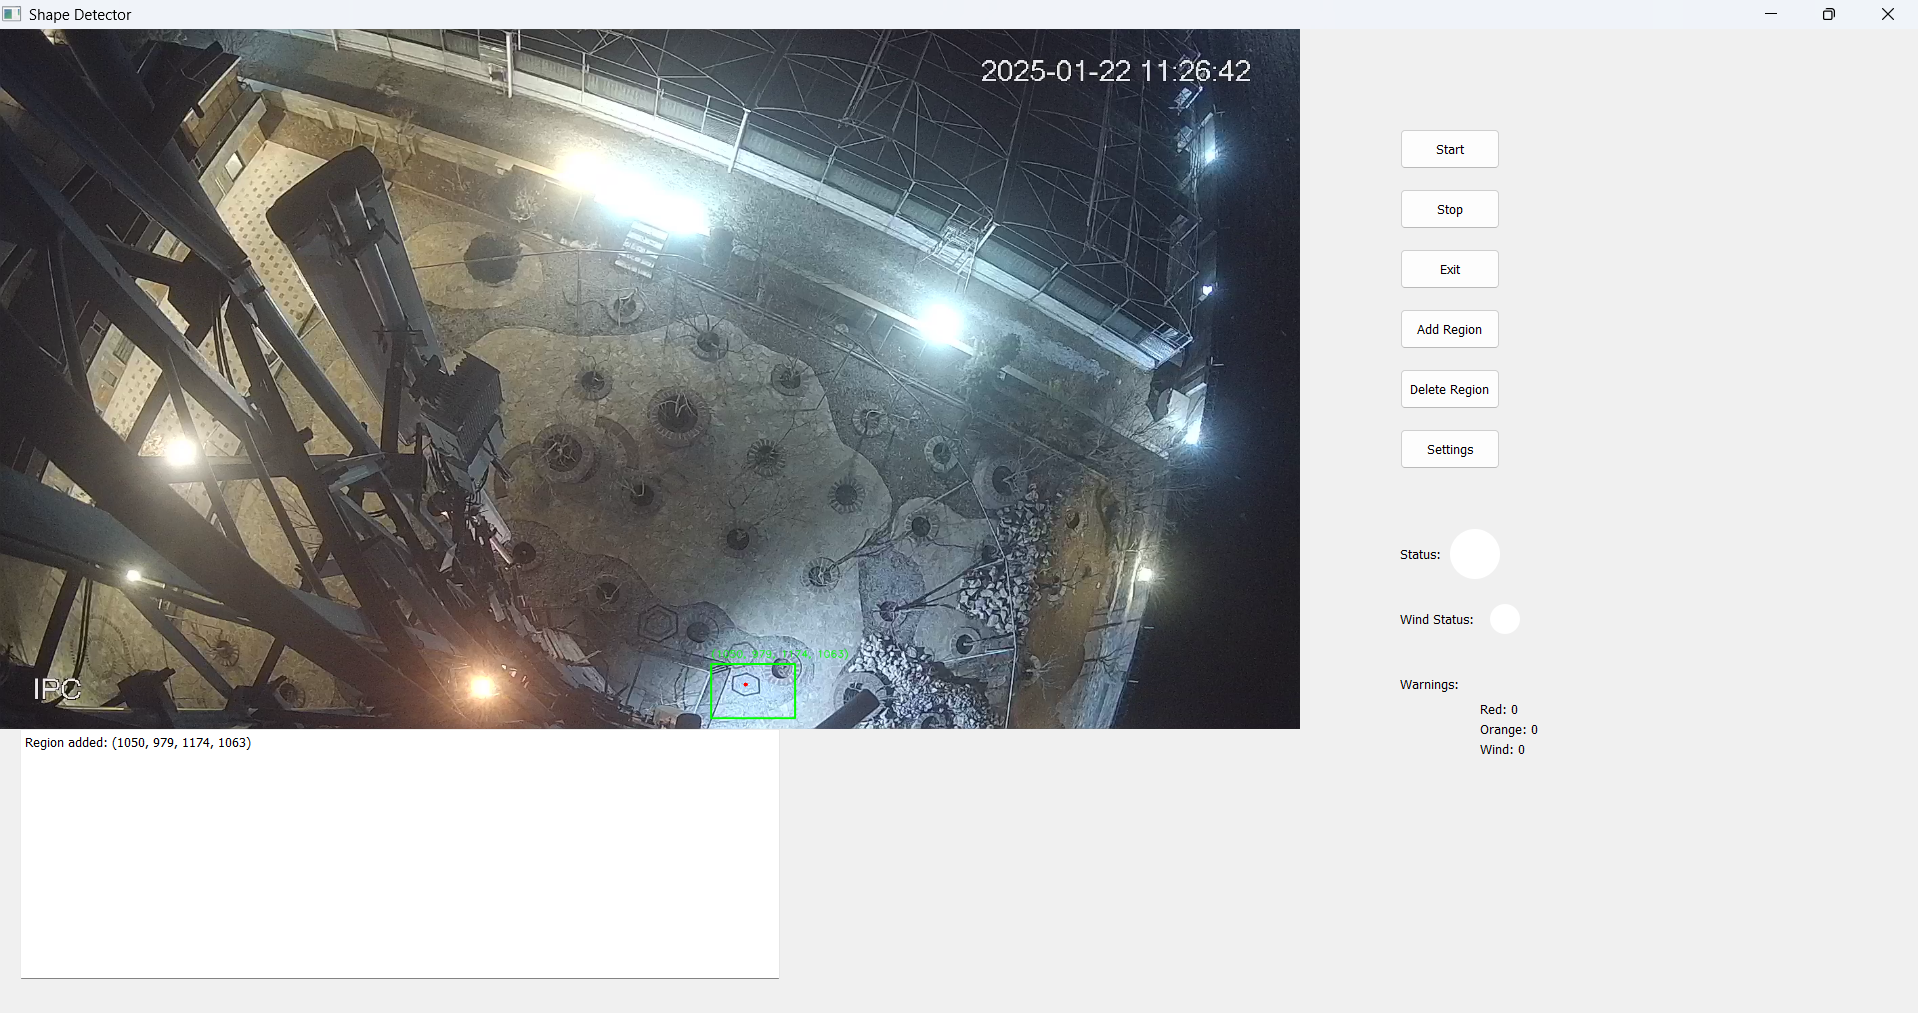 Shape Detector
2025-01-22 11:26:42
Start
Stop
Exit
Add Region
Delete Region
Settings
Status:
Wind Status:
Warnings:
Red: 0
Orange: 0
Wind: 0
IPC
Region added: (1050, 979, 1174, 1063)